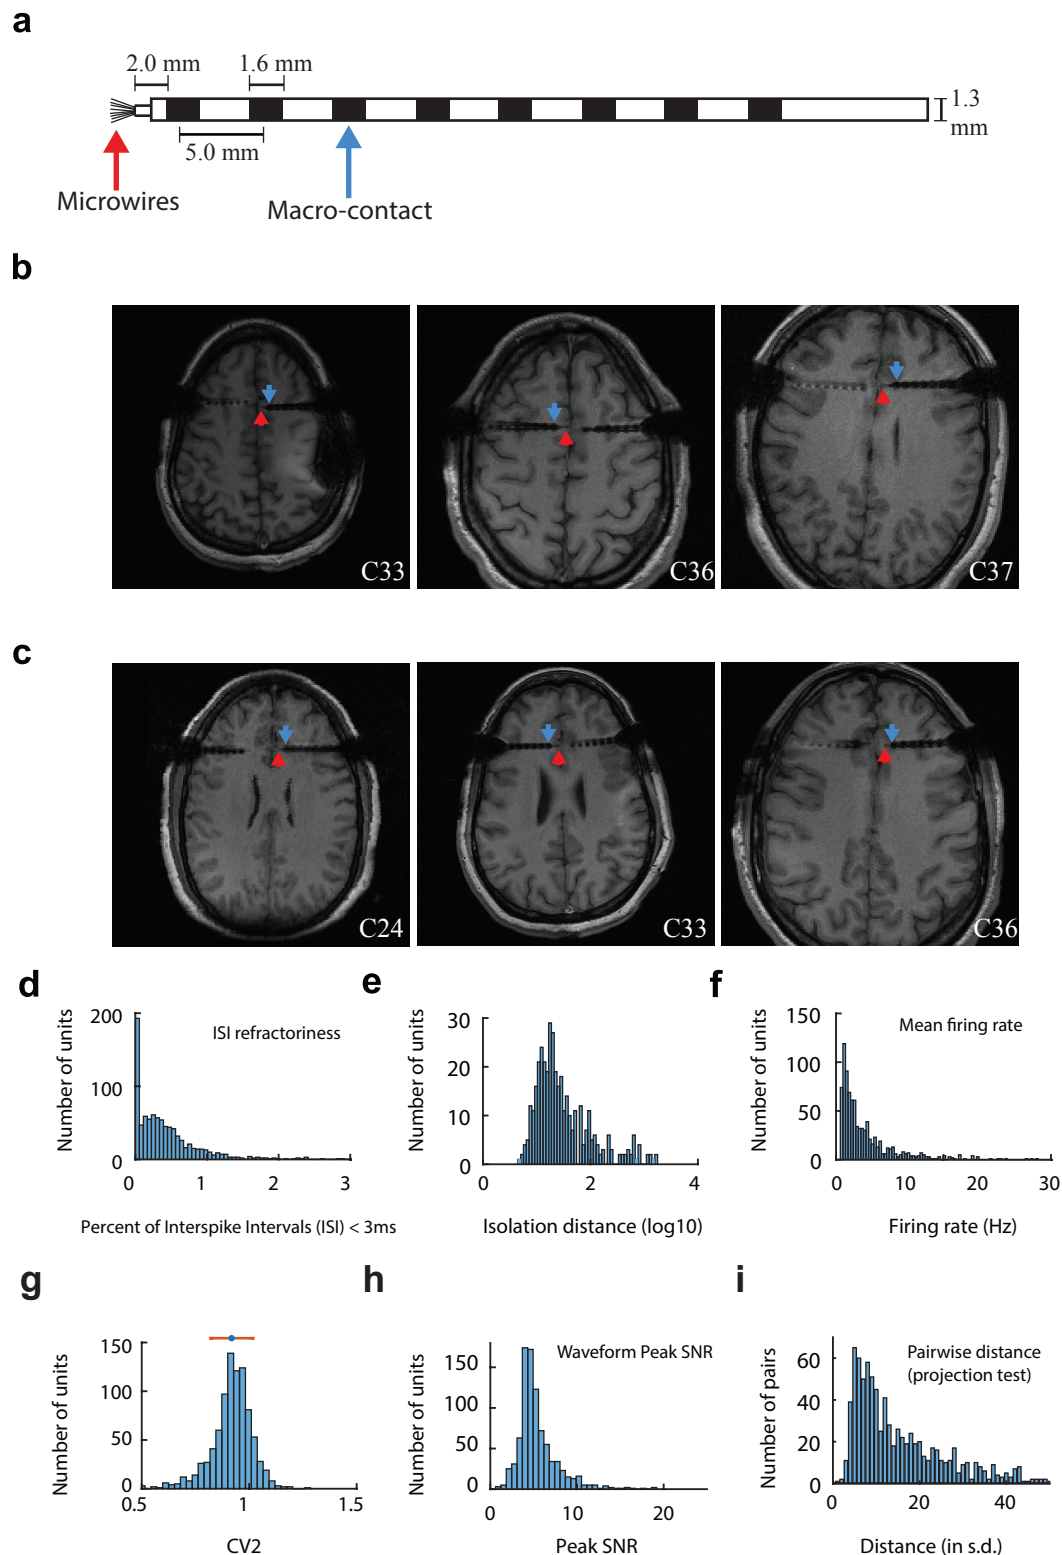 a
2.0 mm
1.6 mm
1.3
mm
5.0 mm
Microwires
Macro-contact
b
C33
C36
C37
c
C24
C33
C36
d
Number of units
200
100
0
ISI refractoriness
0 1 2 3
Percent of Interspike Intervals (ISI) < 3ms
e
Number of units
30
20
10
0
0 2 4
Isolation distance (log10)
f
Number of units
150
100
50
0
Mean firing rate
0 10 20 30
Firing rate (Hz)
g
Number of units
150
100
50
0
0.5 1 1.5
CV2
h
Number of units
150
100
50
0
Waveform Peak SNR
0 10 20
Peak SNR
i
Number of pairs
60
40
20
0
Pairwise distance
(projection test)
0 20 40
Distance (in s.d.)